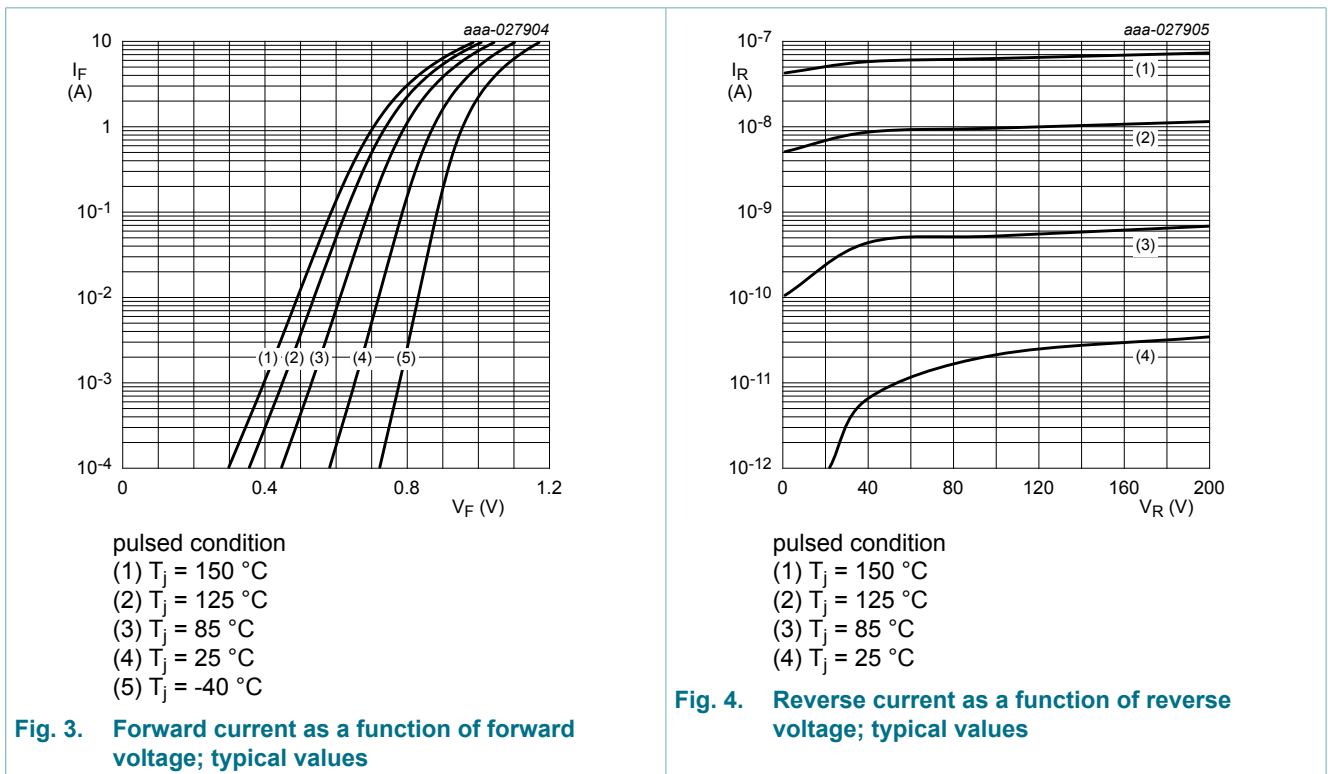 aaa-027904
10
1
10-1
10-2
10-3
10-4
IF
(A)
(1) (2) (3) (4) (5)
0 0.4 0.8 1.2
VF (V)
pulsed condition
(1) Tj = 150 °C
(2) Tj = 125 °C
(3) Tj = 85 °C
(4) Tj = 25 °C
(5) Tj = -40 °C
Fig. 3. Forward current as a function of forward
voltage; typical values
aaa-027905
10-7
10-8
10-9
10-10
10-11
10-12
IR
(A)
(1)
(2)
(3)
(4)
0 40 80 120 160 200
VR (V)
pulsed condition
(1) Tj = 150 °C
(2) Tj = 125 °C
(3) Tj = 85 °C
(4) Tj = 25 °C
Fig. 4. Reverse current as a function of reverse
voltage; typical values